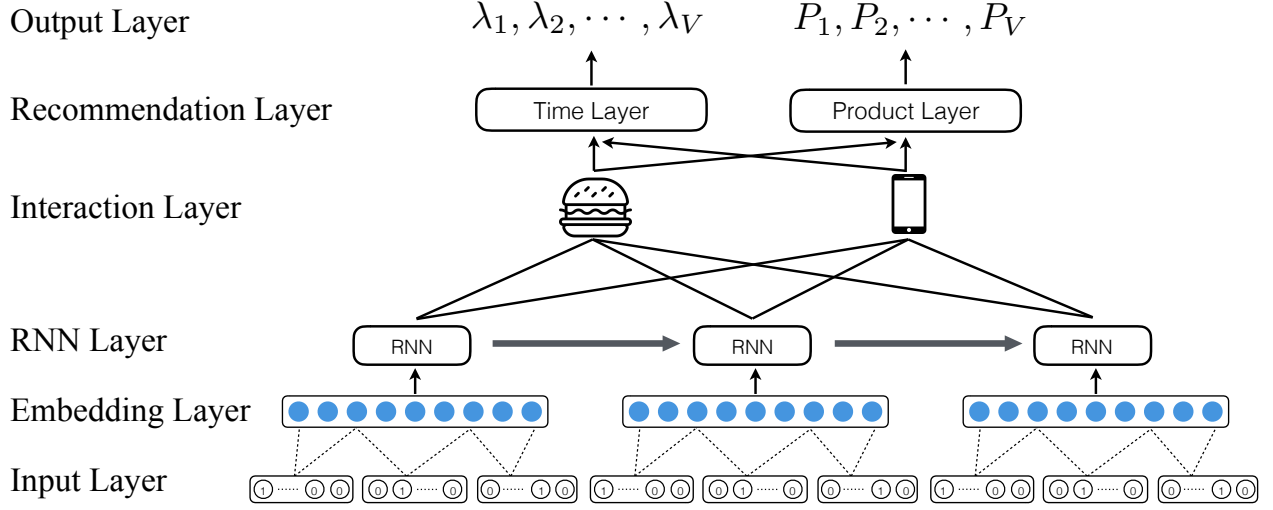 Output Layer λ₁, λ₂, ⋯ , λ_V P₁, P₂, ⋯ , P_V
Recommendation Layer Time Layer Product Layer
Interaction Layer
RNN Layer RNN RNN RNN
Embedding Layer
Input Layer 1 ······ 0 0 0 1 ······ 0 0 ······ 1 0 1 ······ 0 0 0 1 ······ 0 0 ······ 1 0 1 ······ 0 0 0 1 ······ 0 0 ······ 1 0